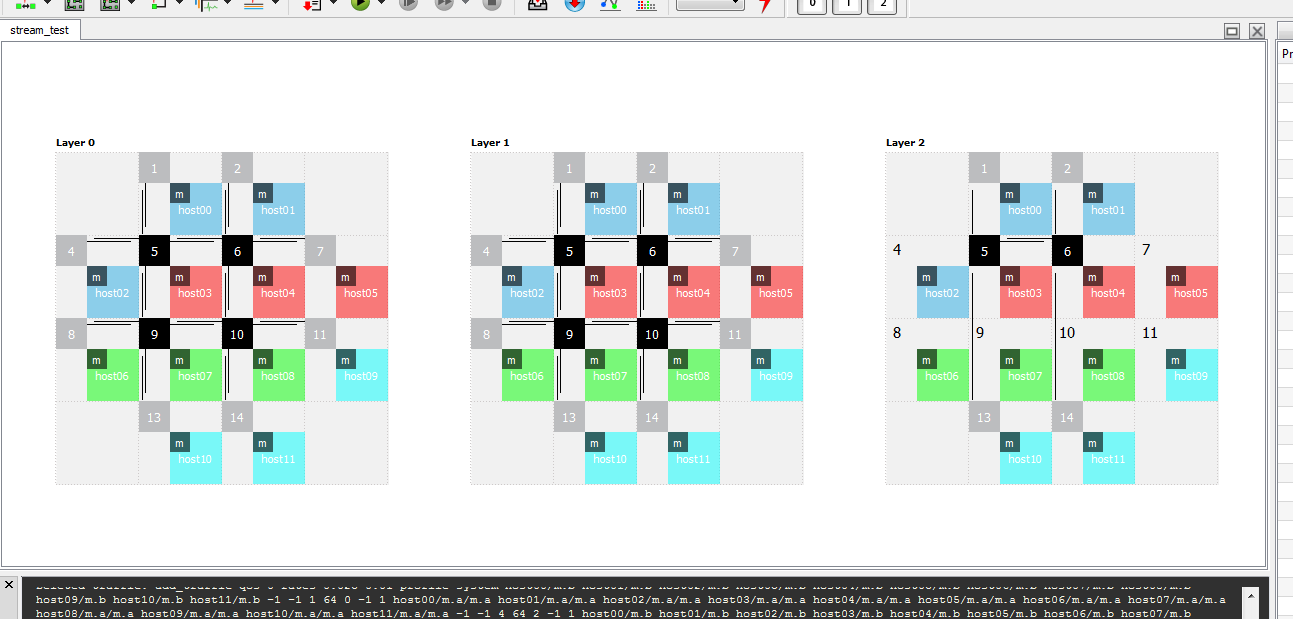 0 1 2
stream_test
Pr
Layer 0 Layer 1 Layer 2
1 2 1 2 1 2
m m m m m m
host00 host01 host00 host01 host00 host01
4 5 6 7 4 5 6 7 4 5 6 7
m m m m m m m m m m m m
host02 host03 host04 host05 host02 host03 host04 host05 host02 host03 host04 host05
8 9 10 11 8 9 10 11 8 9 10 11
m m m m m m m m m m m m
host06 host07 host08 host09 host06 host07 host08 host09 host06 host07 host08 host09
13 14 13 14 13 14
m m m m m m
host10 host11 host10 host11 host10 host11
host09/m.b host10/m.b host11/m.b -1 -1 1 64 0 -1 1 host00/m.a/m.a host01/m.a/m.a host02/m.a/m.a host03/m.a/m.a host04/m.a/m.a host05/m.a/m.a host06/m.a/m.a host07/m.a/m.a
host08/m.a/m.a host09/m.a/m.a host10/m.a/m.a host11/m.a/m.a -1 -1 4 64 2 -1 1 host00/m.b host01/m.b host02/m.b host03/m.b host04/m.b host05/m.b host06/m.b host07/m.b